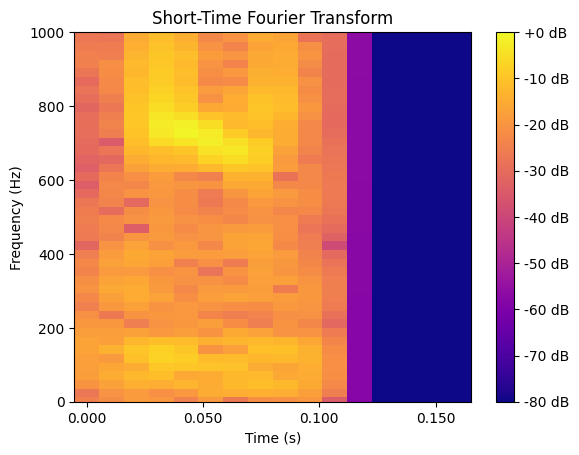 Short-Time Fourier Transform
Frequency (Hz)
1000
800
600
400
200
0
0.000
0.050
0.100
0.150
Time (s)
+0 dB
-10 dB
-20 dB
-30 dB
-40 dB
-50 dB
-60 dB
-70 dB
-80 dB